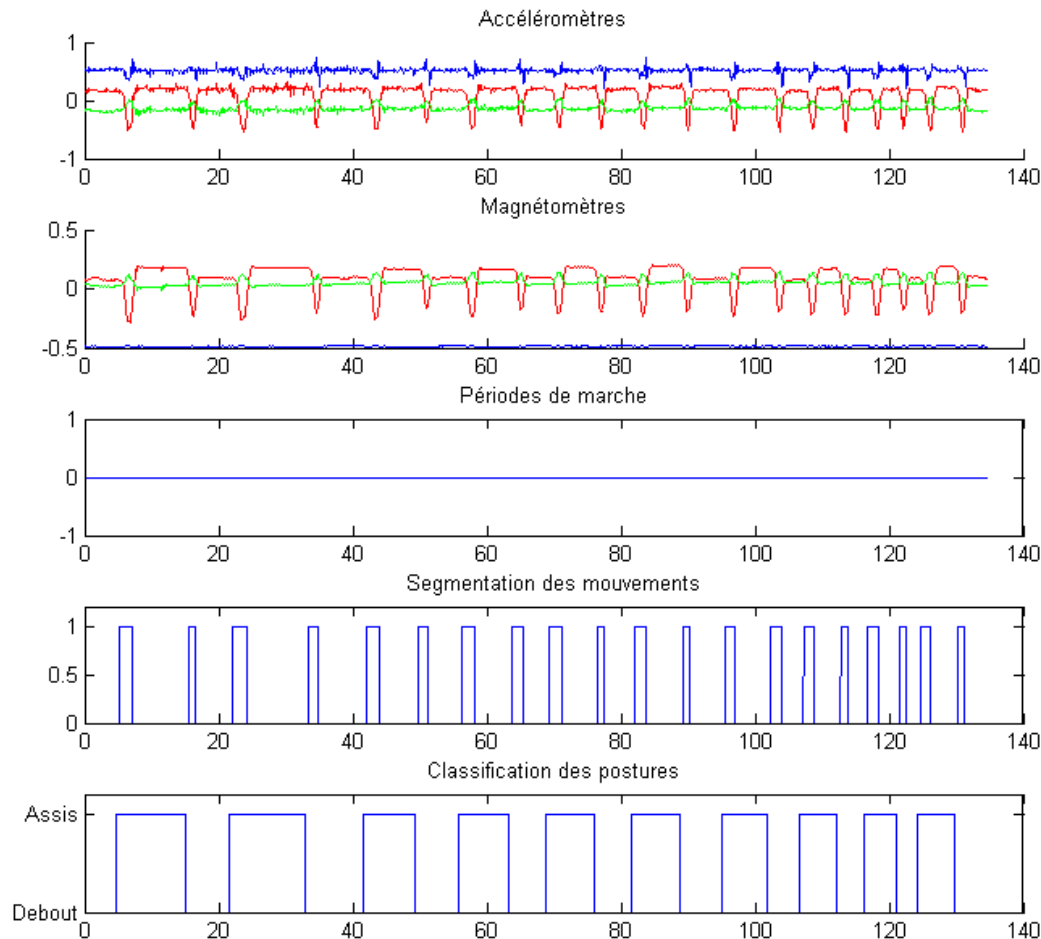 Accéléromètres
1
0
-1
0 20 40 60 80 100 120 140
Magnétomètres
0.5
0
-0.5
0 20 40 60 80 100 120 140
Périodes de marche
1
0
-1
0 20 40 60 80 100 120 140
Segmentation des mouvements
1
0.5
0
0 20 40 60 80 100 120 140
Classification des postures
Assis
Debout
0 20 40 60 80 100 120 140